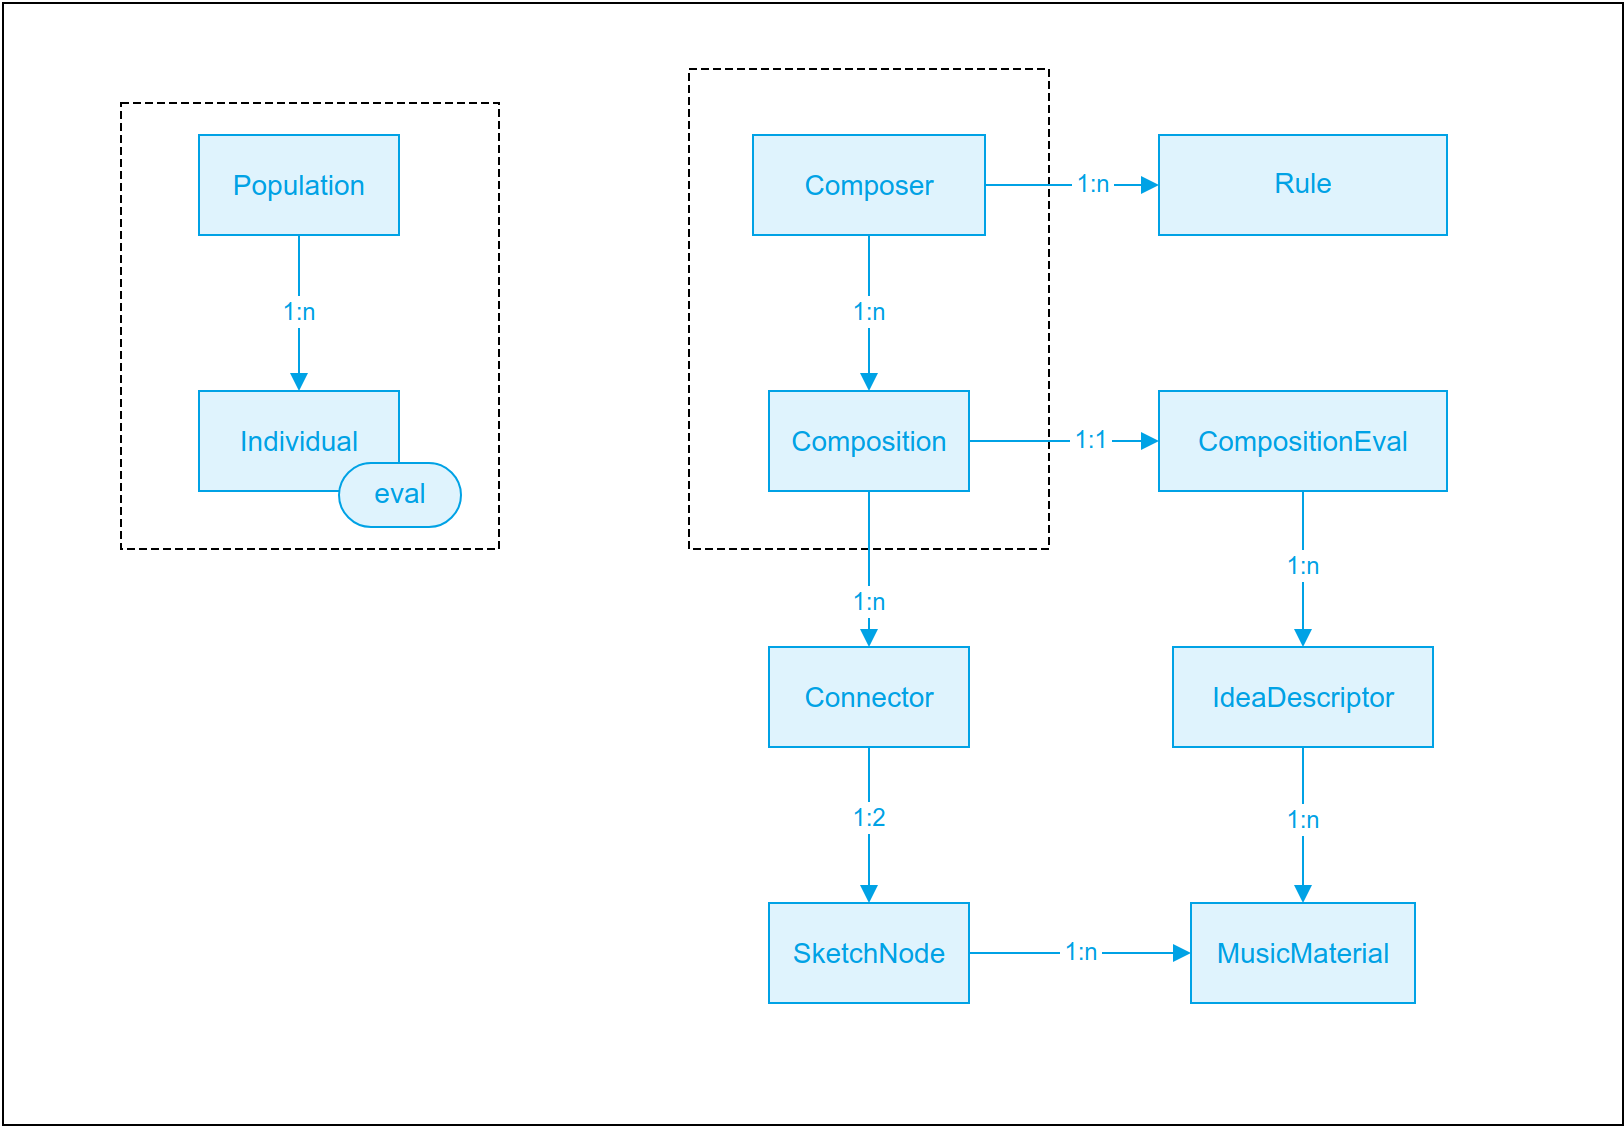 Population
1:n
Individual
eval
Composer
1:n
Rule
1:n
Composition
1:1
CompositionEval
1:n
1:n
Connector
IdeaDescriptor
1:2
1:n
SketchNode
1:n
MusicMaterial